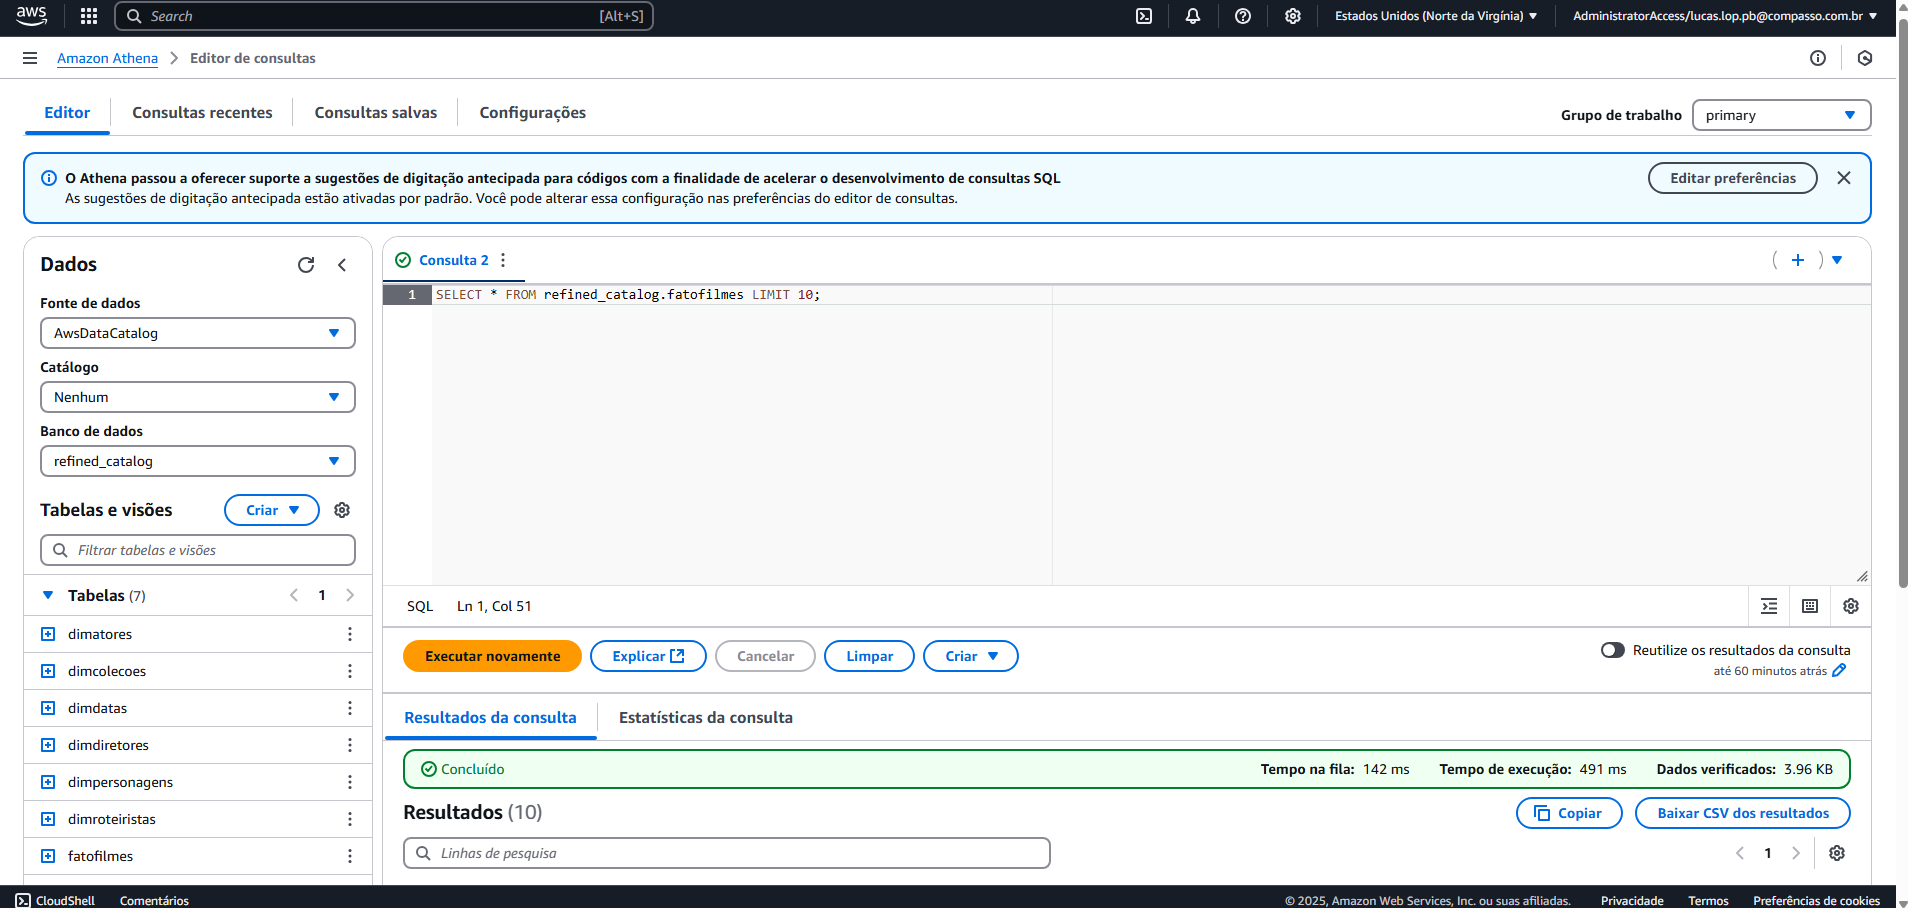 aws
Search [Alt+S]
Estados Unidos (Norte da Virgínia)
AdministratorAccess/lucas.lop.pb@compasso.com.br
Amazon Athena
Editor de consultas
Editor
Consultas recentes
Consultas salvas
Configurações
Grupo de trabalho
primary
O Athena passou a oferecer suporte a sugestões de digitação antecipada para códigos com a finalidade de acelerar o desenvolvimento de consultas SQL
As sugestões de digitação antecipada estão ativadas por padrão. Você pode alterar essa configuração nas preferências do editor de consultas.
Editar preferências
Dados
Fonte de dados
AwsDataCatalog
Catálogo
Nenhum
Banco de dados
refined_catalog
Tabelas e visões
Criar
Filtrar tabelas e visões
Tabelas (7)
1
dimatores
dimcolecoes
dimdatas
dimdiretores
dimpersonagens
dimroteiristas
fatofilmes
Consulta 2
( + )
1 SELECT * FROM refined_catalog.fatofilmes LIMIT 10;
SQL Ln 1, Col 51
Executar novamente
Explicar
Cancelar
Limpar
Criar
Reutilize os resultados da consulta
até 60 minutos atrás
Resultados da consulta
Estatísticas da consulta
Concluído
Tempo na fila: 142 ms
Tempo de execução: 491 ms
Dados verificados: 3.96 KB
Resultados (10)
Copiar
Baixar CSV dos resultados
Linhas de pesquisa
1
CloudShell
Comentários
© 2025, Amazon Web Services, Inc. ou suas afiliadas.
Privacidade
Termos
Preferências de cookies